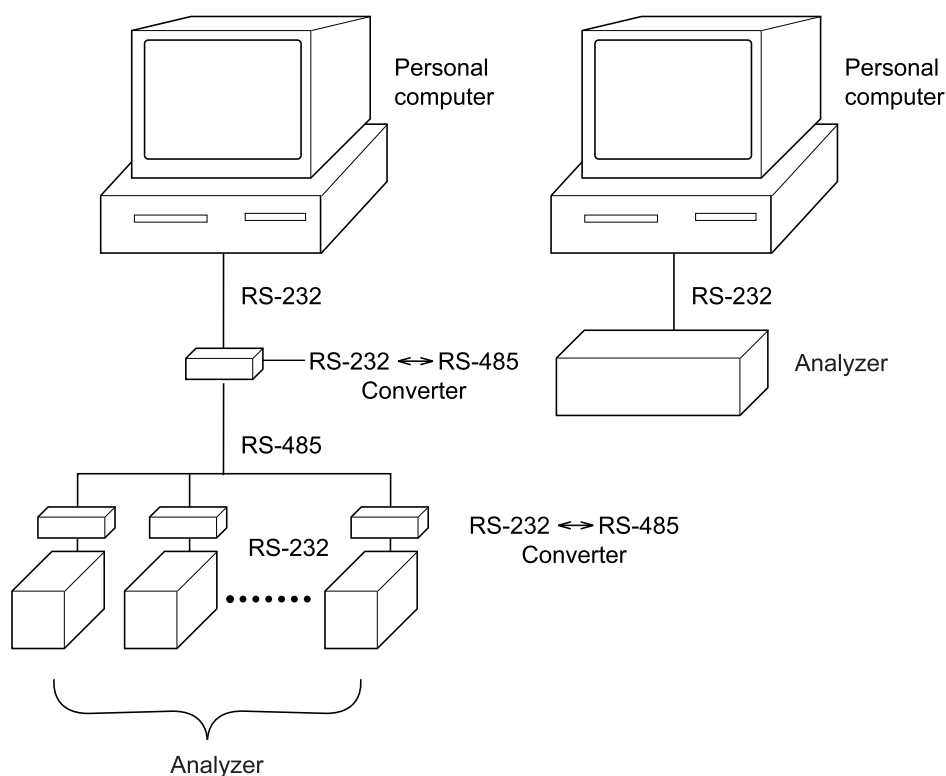 Personal
computer
Personal
computer
RS-232
RS-232
RS-232 ↔ RS-485
Converter
Analyzer
RS-485
RS-232 ↔ RS-485
Converter
RS-232
Analyzer